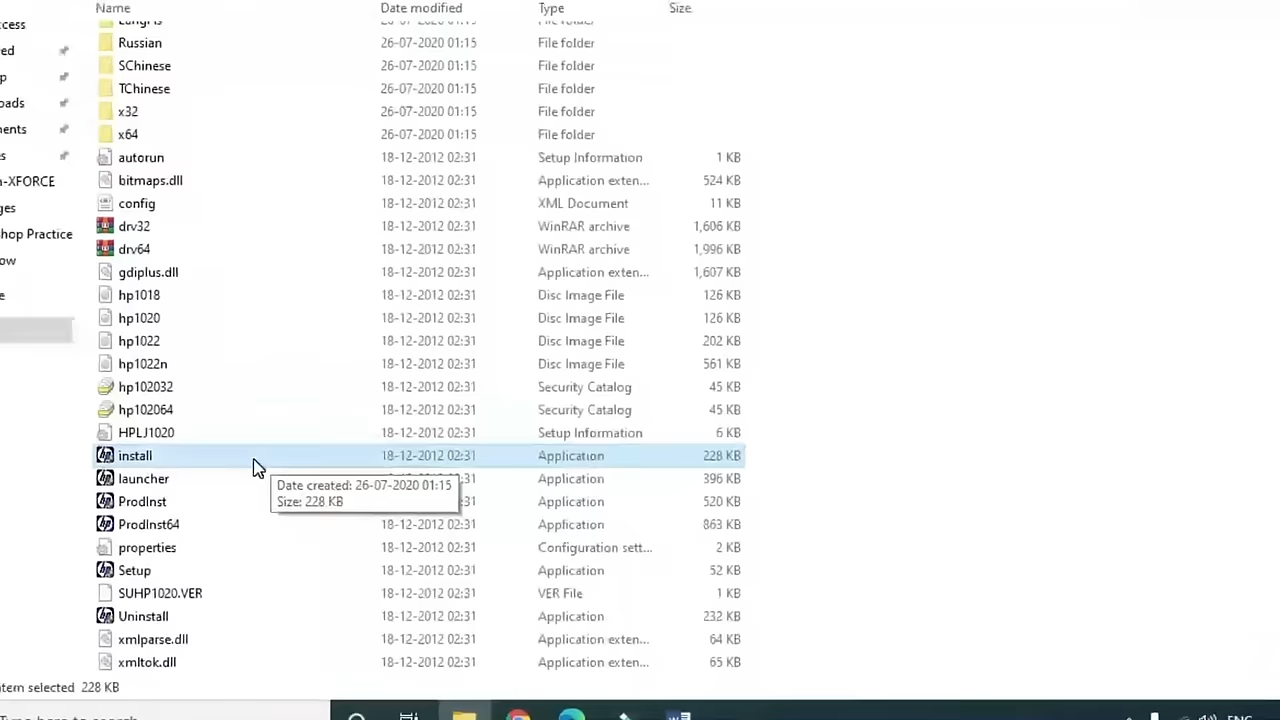 Name Date modified Type Size
Russian 26-07-2020 01:15 File folder
SChinese 26-07-2020 01:15 File folder
TChinese 26-07-2020 01:15 File folder
x32 26-07-2020 01:15 File folder
x64 26-07-2020 01:15 File folder
autorun 18-12-2012 02:31 Setup Information 1 KB
bitmaps.dll 18-12-2012 02:31 Application exten... 524 KB
config 18-12-2012 02:31 XML Document 11 KB
drv32 18-12-2012 02:31 WinRAR archive 1,606 KB
drv64 18-12-2012 02:31 WinRAR archive 1,996 KB
gdiplus.dll 18-12-2012 02:31 Application exten... 1,607 KB
hp1018 18-12-2012 02:31 Disc Image File 126 KB
hp1020 18-12-2012 02:31 Disc Image File 126 KB
hp1022 18-12-2012 02:31 Disc Image File 202 KB
hp1022n 18-12-2012 02:31 Disc Image File 561 KB
hp102032 18-12-2012 02:31 Security Catalog 45 KB
hp102064 18-12-2012 02:31 Security Catalog 45 KB
HPLJ1020 18-12-2012 02:31 Setup Information 6 KB
install 18-12-2012 02:31 Application 228 KB
launcher Application 396 KB
Date created: 26-07-2020 01:15
Size: 228 KB
ProdInst Application 520 KB
ProdInst64 18-12-2012 02:31 Application 863 KB
properties 18-12-2012 02:31 Configuration sett... 2 KB
Setup 18-12-2012 02:31 Application 52 KB
SUHP1020.VER 18-12-2012 02:31 VER File 1 KB
Uninstall 18-12-2012 02:31 Application 232 KB
xmlparse.dll 18-12-2012 02:31 Application exten... 64 KB
xmltok.dll 18-12-2012 02:31 Application exten... 65 KB
-XFORCE
hop Practice
selected 228 KB
ENG